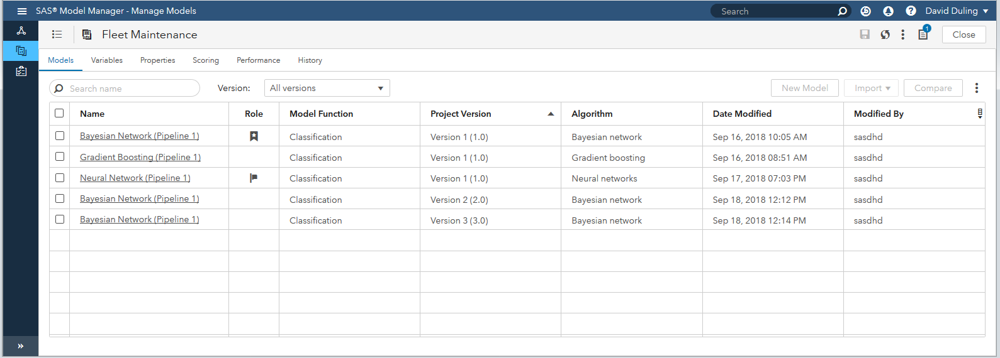 SAS® Model Manager - Manage Models
Search
David Duling
Fleet Maintenance
1
Close
Models Variables Properties Scoring Performance History
Search name
Version:
All versions
New Model
Import
Compare
Name Role Model Function Project Version Algorithm Date Modified Modified By
Bayesian Network (Pipeline 1) Classification Version 1 (1.0) Bayesian network Sep 16, 2018 10:05 AM sasdhd
Gradient Boosting (Pipeline 1) Classification Version 1 (1.0) Gradient boosting Sep 16, 2018 08:51 AM sasdhd
Neural Network (Pipeline 1) Classification Version 1 (1.0) Neural networks Sep 17, 2018 07:03 PM sasdhd
Bayesian Network (Pipeline 1) Classification Version 2 (2.0) Bayesian network Sep 18, 2018 12:12 PM sasdhd
Bayesian Network (Pipeline 1) Classification Version 3 (3.0) Bayesian network Sep 18, 2018 12:14 PM sasdhd